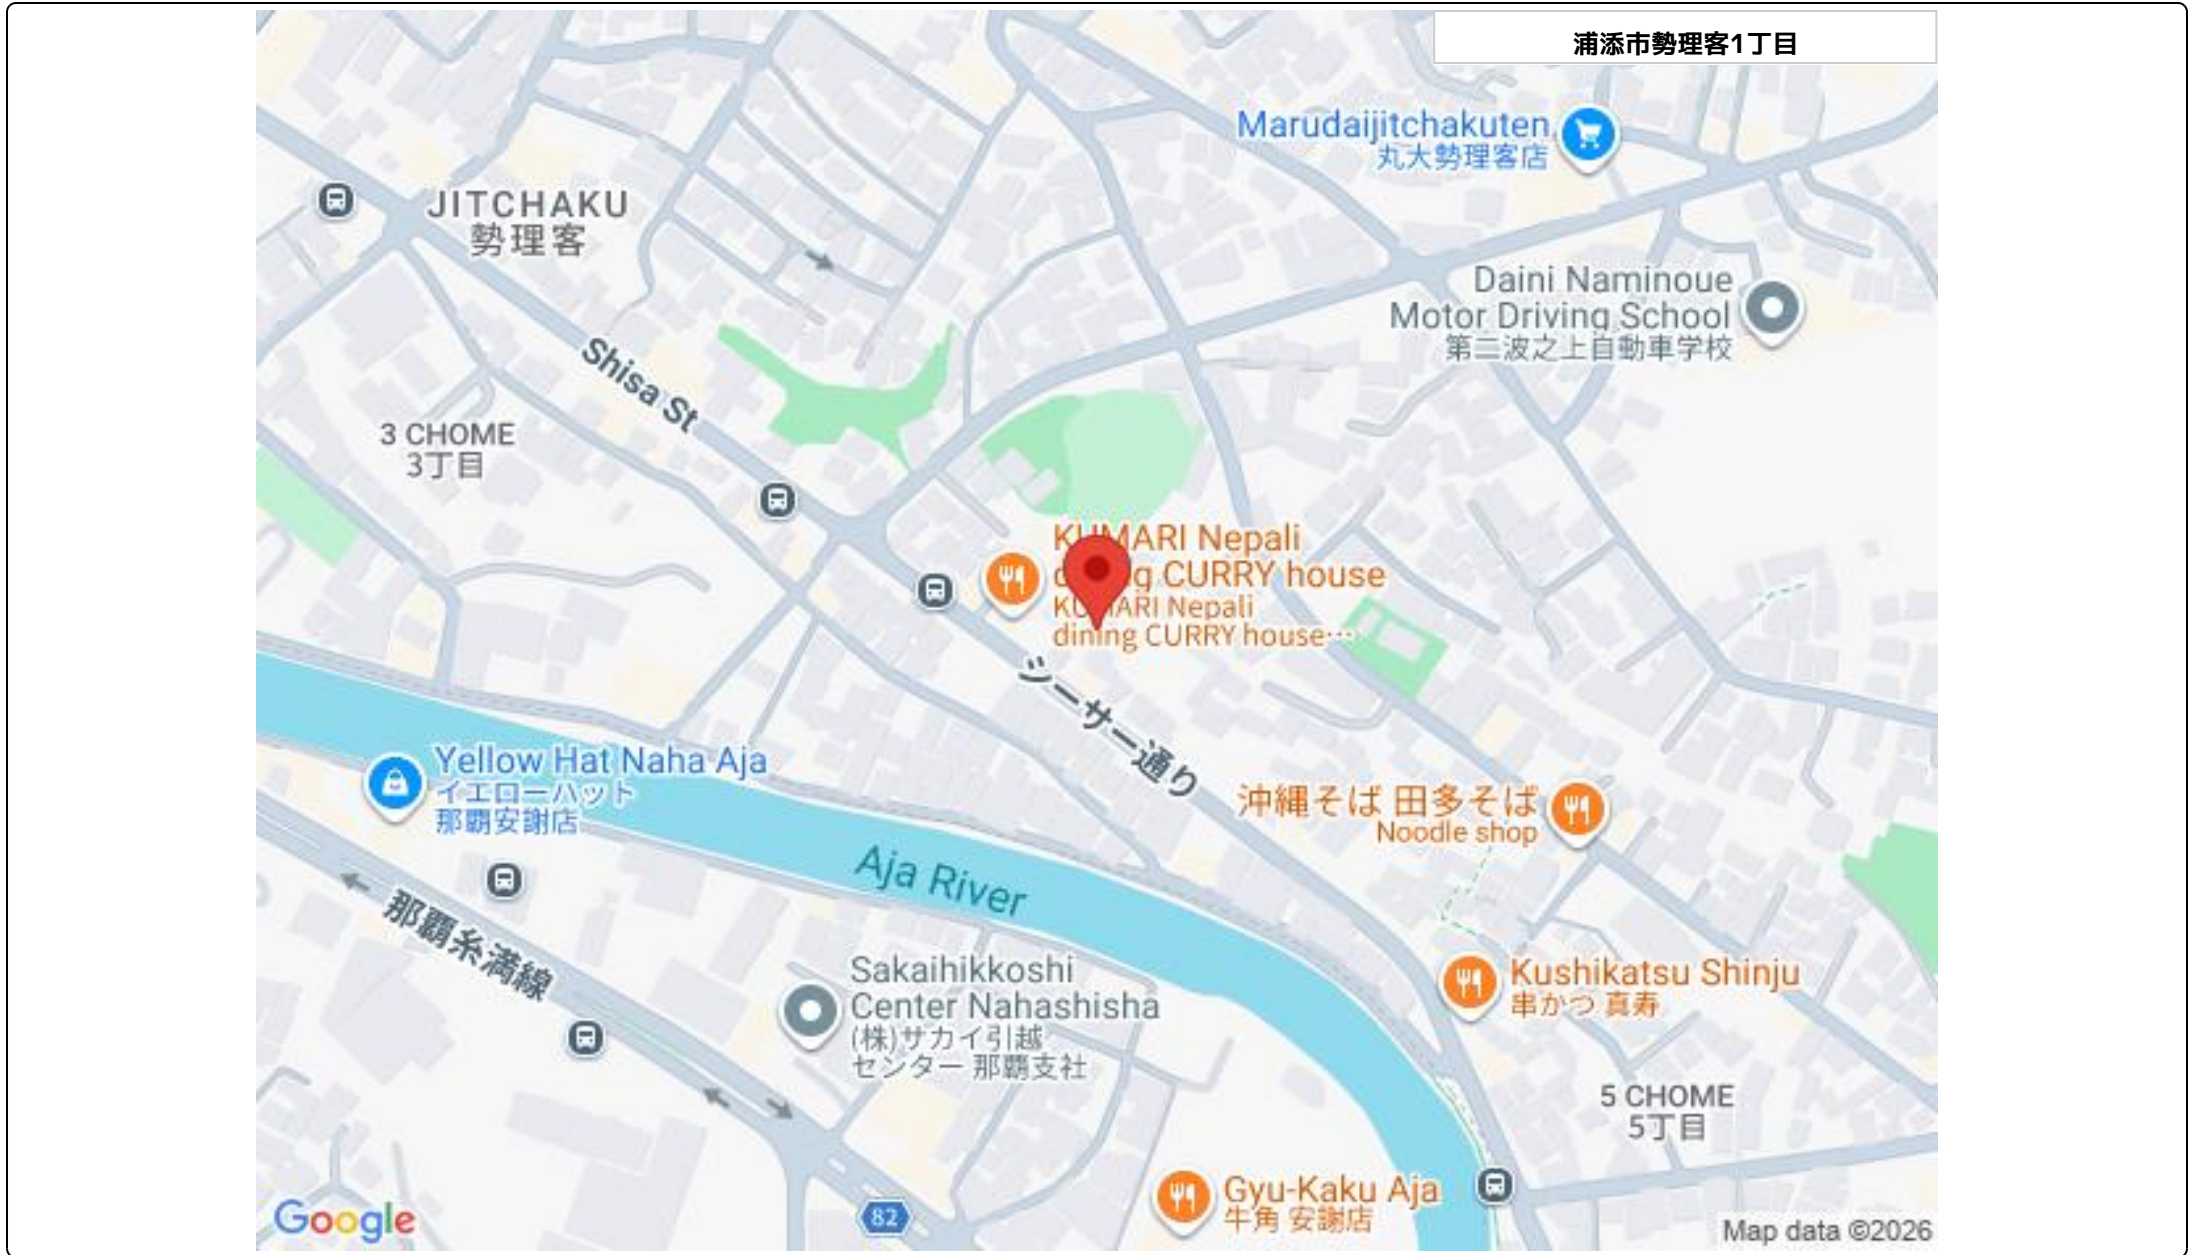 浦添市勢理客1丁目
Marudaijitchakuten
丸大勢理客店
JITCHAKU
勢理客
Daini Naminoue
Motor Driving School
第二波之上自動車学校
Shisa St
3 CHOME
3丁目
KUMARI Nepali
dining CURRY house
KUMARI Nepali
dining CURRY house…
シーサー通り
Yellow Hat Naha Aja
イエローハット
那覇安謝店
沖縄そば 田多そば
Noodle shop
Aja River
那覇糸満線
Sakaihikkoshi
Center Nahashisha
(株)サカイ引越
センター 那覇支社
Kushikatsu Shinju
串かつ 真寿
5 CHOME
5丁目
Gyu-Kaku Aja
牛角 安謝店
82
Google
Map data ©2026